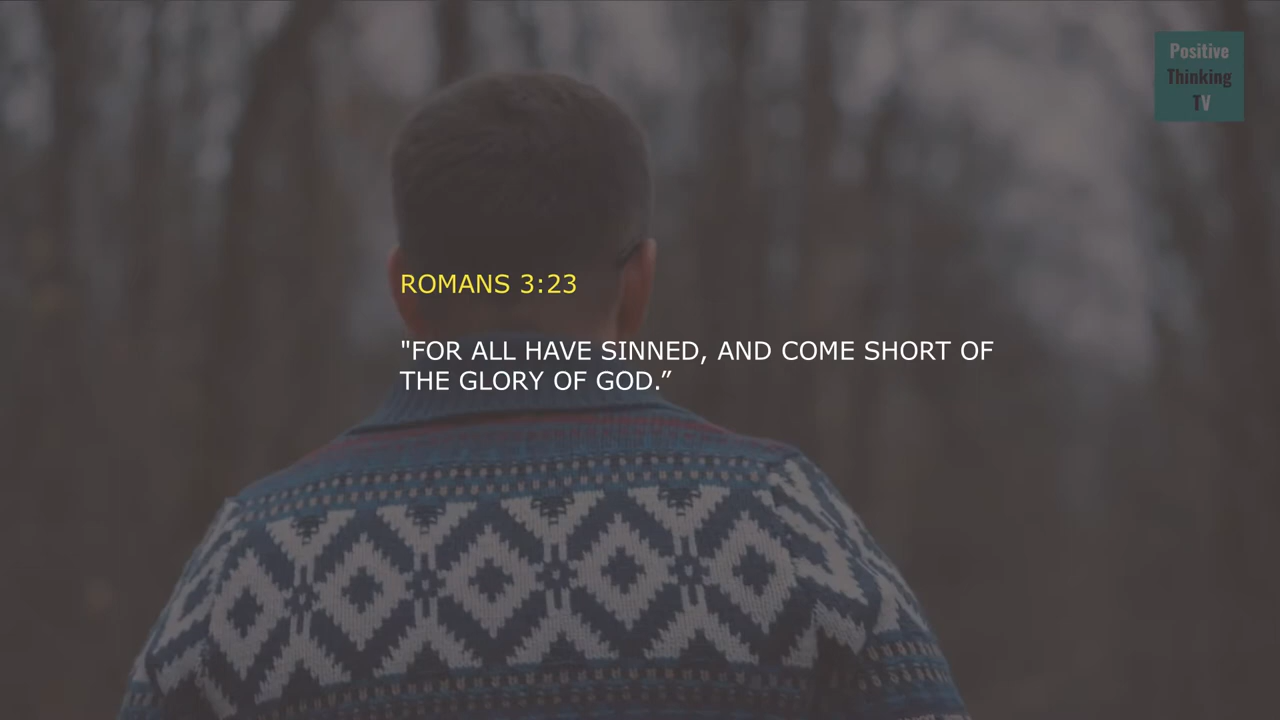 Positive
Thinking
TV
ROMANS 3:23
"FOR ALL HAVE SINNED, AND COME SHORT OF
THE GLORY OF GOD.”